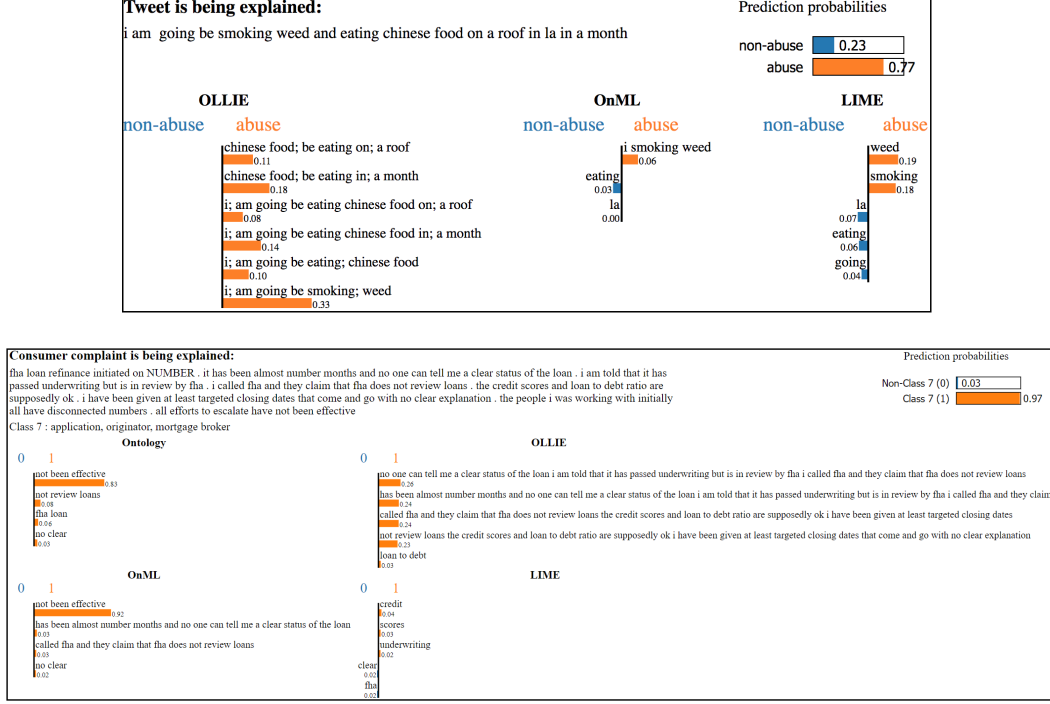 Tweet is being explained:
Prediction probabilities
i am going be smoking weed and eating chinese food on a roof in la in a month
non-abuse 0.23
abuse 0.77
OLLIE
non-abuse abuse
chinese food; be eating on; a roof
0.11
chinese food; be eating in; a month
0.18
i; am going be eating chinese food on; a roof
0.08
i; am going be eating chinese food in; a month
0.14
i; am going be eating; chinese food
0.10
i; am going be smoking; weed
0.33
OnML
non-abuse abuse
i smoking weed
0.06
eating
0.03
la
0.00
LIME
non-abuse abuse
weed
0.19
smoking
0.18
la
0.07
eating
0.06
going
0.04
Consumer complaint is being explained:
Prediction probabilities
fha loan refinance initiated on NUMBER . it has been almost number months and no one can tell me a clear status of the loan . i am told that it has
passed underwriting but is in review by fha . i called fha and they claim that fha does not review loans . the credit scores and loan to debt ratio are
supposedly ok . i have been given at least targeted closing dates that come and go with no clear explanation . the people i was working with initially
all have disconnected numbers . all efforts to escalate have not been effective
Non-Class 7 (0) 0.03
Class 7 (1) 0.97
Class 7 : application, originator, mortgage broker
Ontology
0 1
not been effective
0.83
not review loans
0.08
fha loan
0.06
no clear
0.03
OLLIE
0 1
no one can tell me a clear status of the loan i am told that it has passed underwriting but is in review by fha i called fha and they claim that fha does not review loans
0.26
has been almost number months and no one can tell me a clear status of the loan i am told that it has passed underwriting but is in review by fha i called fha and they claim
0.24
called fha and they claim that fha does not review loans the credit scores and loan to debt ratio are supposedly ok i have been given at least targeted closing dates
0.24
not review loans the credit scores and loan to debt ratio are supposedly ok i have been given at least targeted closing dates that come and go with no clear explanation
0.23
loan to debt
0.03
OnML
0 1
not been effective
0.92
has been almost number months and no one can tell me a clear status of the loan
0.03
called fha and they claim that fha does not review loans
0.03
no clear
0.02
LIME
0 1
credit
0.04
scores
0.03
underwriting
0.02
clear
0.02
fha
0.02